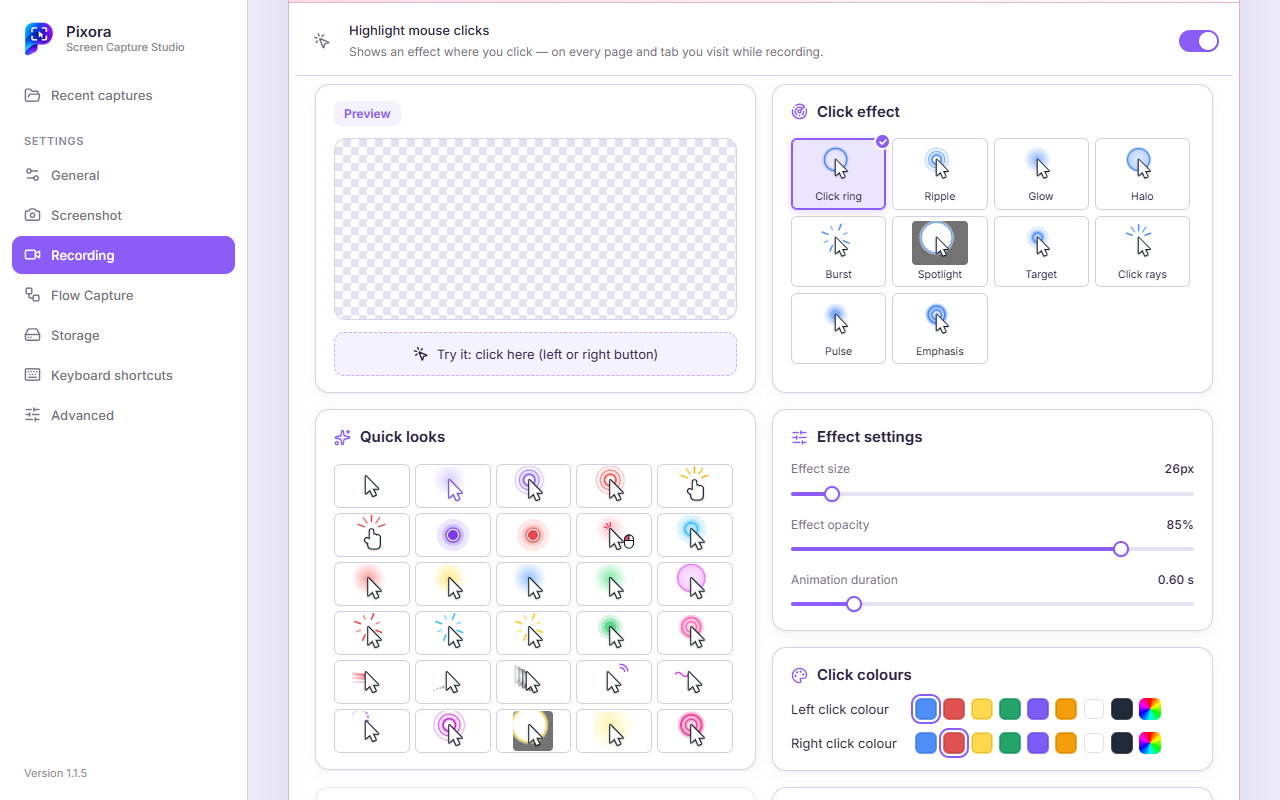 Pixora
Screen Capture Studio
Recent captures
SETTINGS
General
Screenshot
Recording
Flow Capture
Storage
Keyboard shortcuts
Advanced
Version 1.1.5
Highlight mouse clicks
Shows an effect where you click — on every page and tab you visit while recording.
Preview
Try it: click here (left or right button)
Click effect
Click ring
Ripple
Glow
Halo
Burst
Spotlight
Target
Click rays
Pulse
Emphasis
Quick looks
Effect settings
Effect size
26px
Effect opacity
85%
Animation duration
0.60 s
Click colours
Left click colour
Right click colour